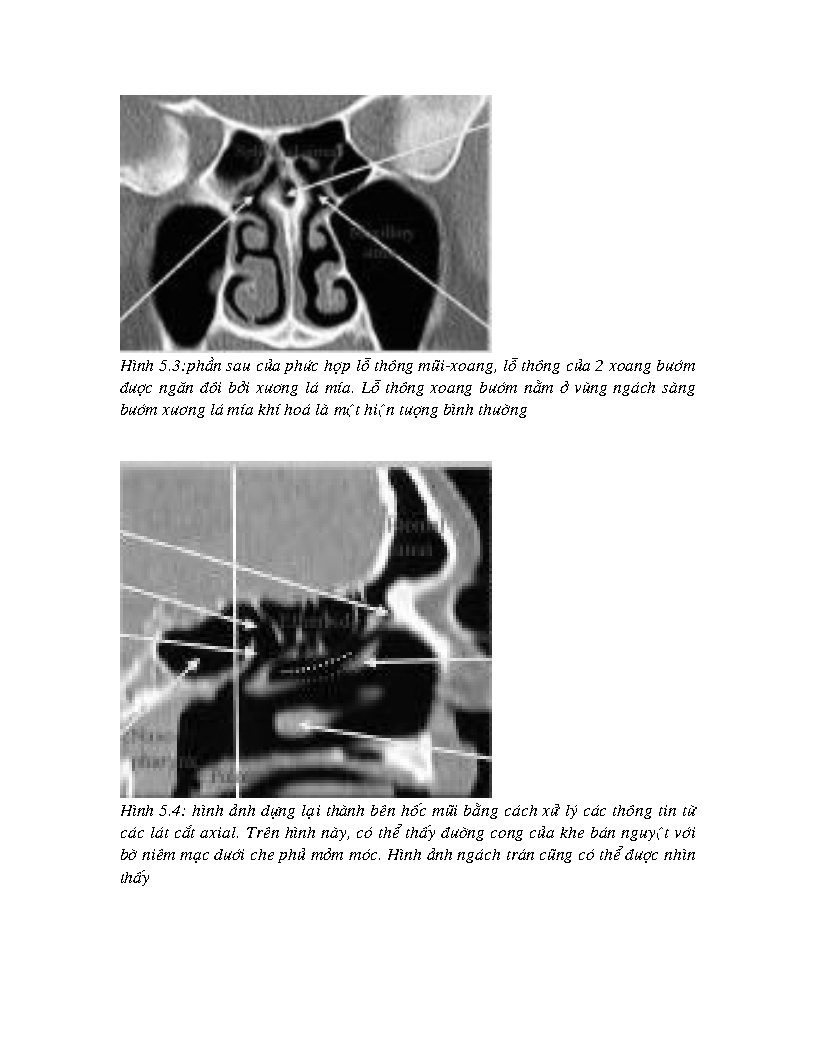 Maxillary
Hình 5.3:phần sau của phức hợp lỗ thông mũi-xoang, lỗ thông của 2 xoang bướm
được ngăn đôi bởi xương lá mía. Lỗ thông xoang bướm nằm ở vùng ngách sàng
bướm xương lá mía khí hoá là m( t hi( n tượng bình thường
Frontal
Ethmoid
Hình 5.4: hình ảnh dựng lại thành bên hốc mũi bằng cách xử lý các thông tin từ
các lát cắt axial. Trên hình này, có thể thấy đường cong của khe bán nguy( t với
bờ niêm mạc dưới che phủ mỏm móc. Hình ảnh ngách trán cũng có thể được nhìn
thấy